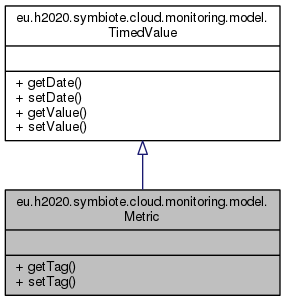 eu.h2020.symbiote.cloud.monitoring.model.
TimedValue
+ getDate()
+ setDate()
+ getValue()
+ setValue()
eu.h2020.symbiote.cloud.monitoring.model.
Metric
+ getTag()
+ setTag()